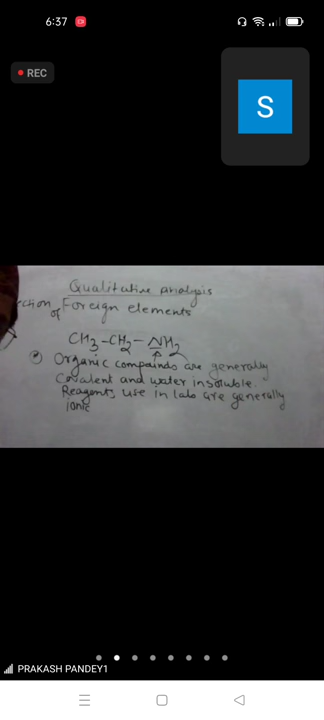 6:37
REC
S
Qualitative Analysis
ction of Foreign elements
CH3-CH2-NH2
Organic compounds are generally
Covalent and water insoluble.
Reagents use in lab are generally
ionic
PRAKASH PANDEY1